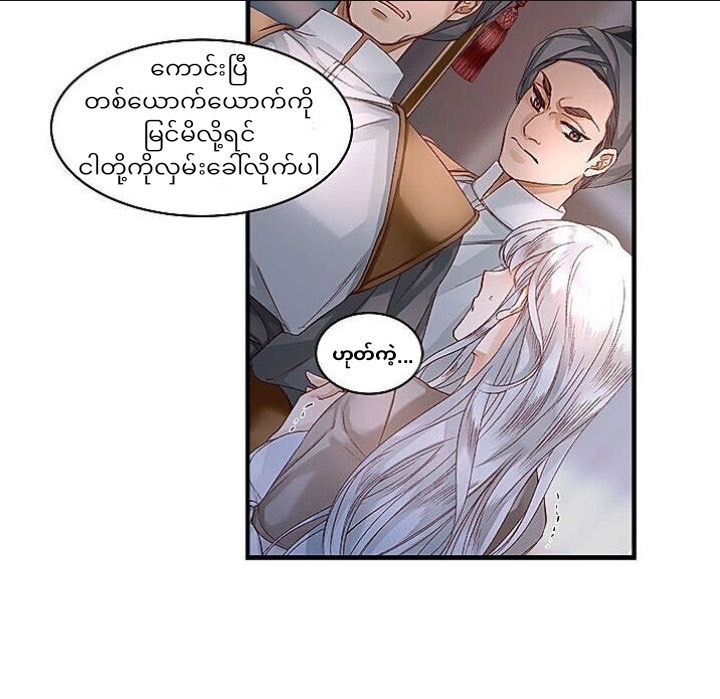 ကောင်းပြီ
တစ်ယောက်ယောက်ကို
မြင်မိလို့ရင်
ငါတို့ကိုလှမ်းခေါ်လိုက်ပါ
ဟုတ်ကဲ့...